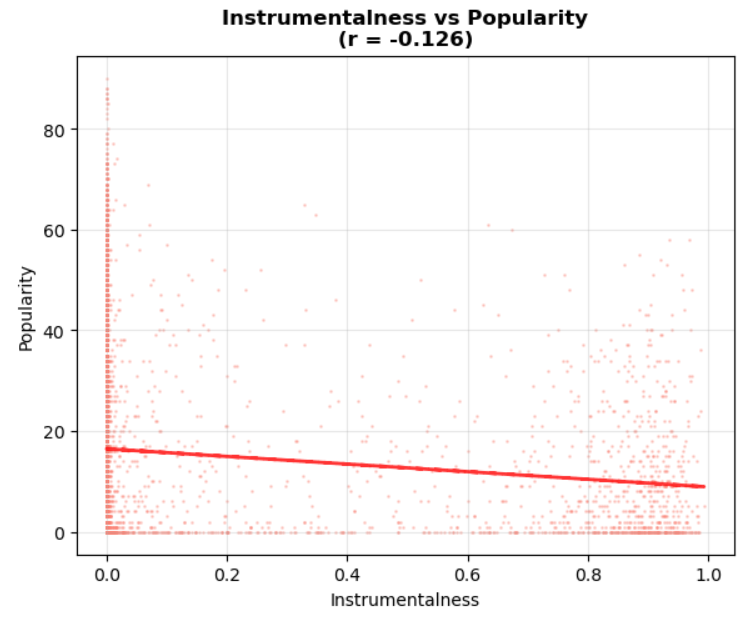 Instrumentalness vs Popularity
(r = -0.126)
Popularity
80
60
40
20
0
0.0 0.2 0.4 0.6 0.8 1.0
Instrumentalness